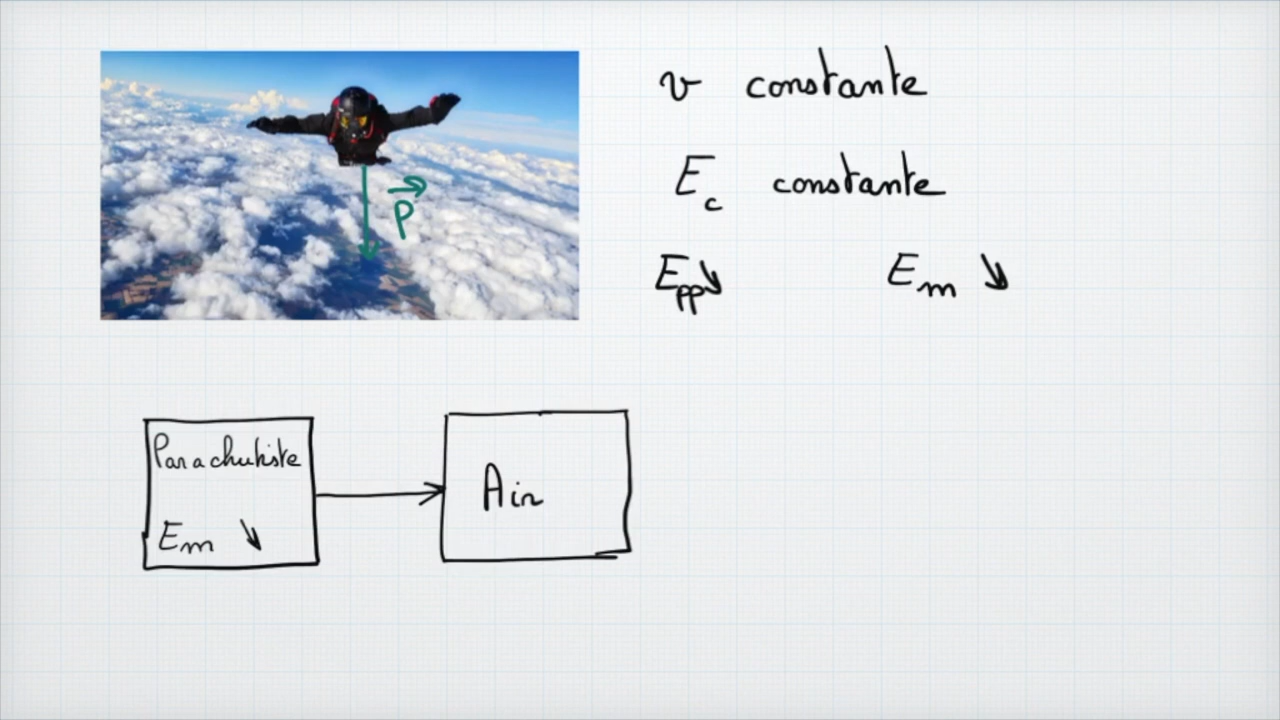 v constante
E_c constante
P
E_pp ↘ E_m ↘
Parachutiste
E_m ↘
Air